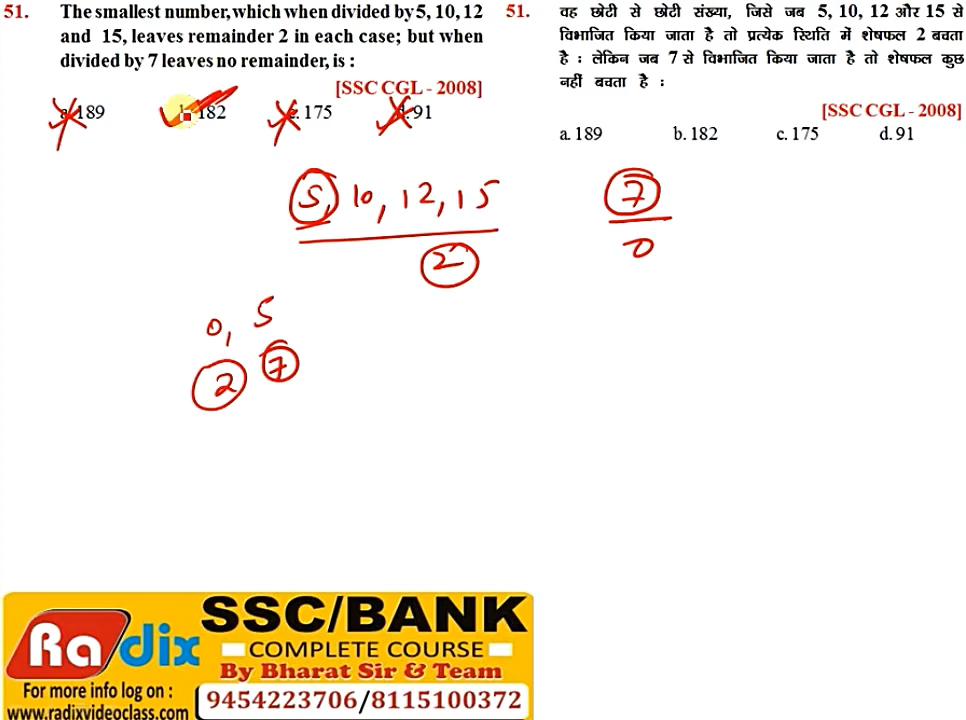 51. The smallest number, which when divided by 5, 10, 12
and 15, leaves remainder 2 in each case; but when
divided by 7 leaves no remainder, is :
[SSC CGL - 2008]
a. 189 b. 182 c. 175 d. 91
51. वह छोटी से छोटी संख्या, जिसे जब 5, 10, 12 और 15 से
विभाजित किया जाता है तो प्रत्येक स्थिति में शेषफल 2 बचता
है : लेकिन जब 7 से विभाजित किया जाता है तो शेषफल कुछ
नहीं बचता है :
[SSC CGL - 2008]
a. 189 b. 182 c. 175 d. 91
5, 10, 12, 15
2
7
0
0, 5
2 7
Radix
SSC/BANK
COMPLETE COURSE
By Bharat Sir & Team
For more info log on :
www.radixvideoclass.com
9454223706/8115100372